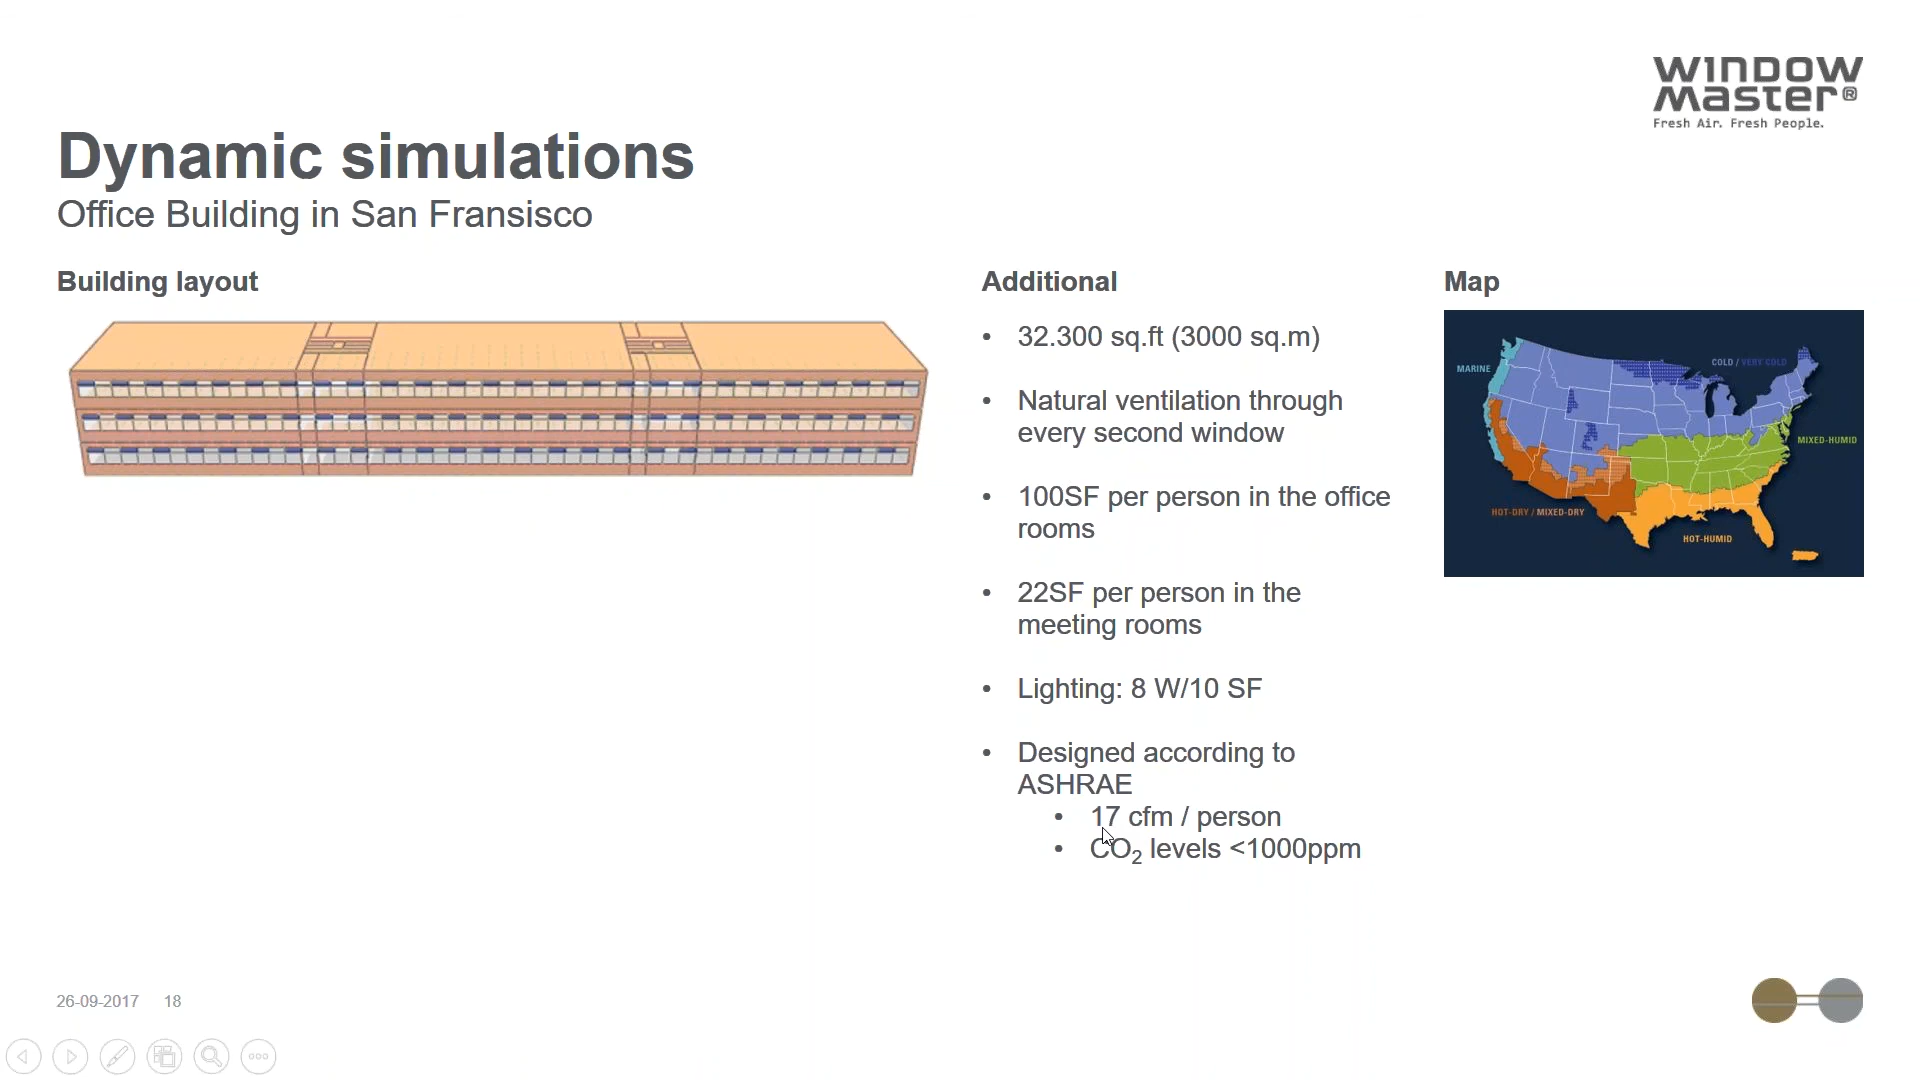 WINDOW
Master®
Fresh Air. Fresh People.
Dynamic simulations
Office Building in San Fransisco
Building layout
Additional
• 32.300 sq.ft (3000 sq.m)
• Natural ventilation through
every second window
• 100SF per person in the office
rooms
• 22SF per person in the
meeting rooms
• Lighting: 8 W/10 SF
• Designed according to
ASHRAE
• 17 cfm / person
• CO₂ levels <1000ppm
Map
MARINE
COLD / VERY COLD
MIXED-HUMID
HOT-DRY / MIXED-DRY
HOT-HUMID
26-09-2017 18